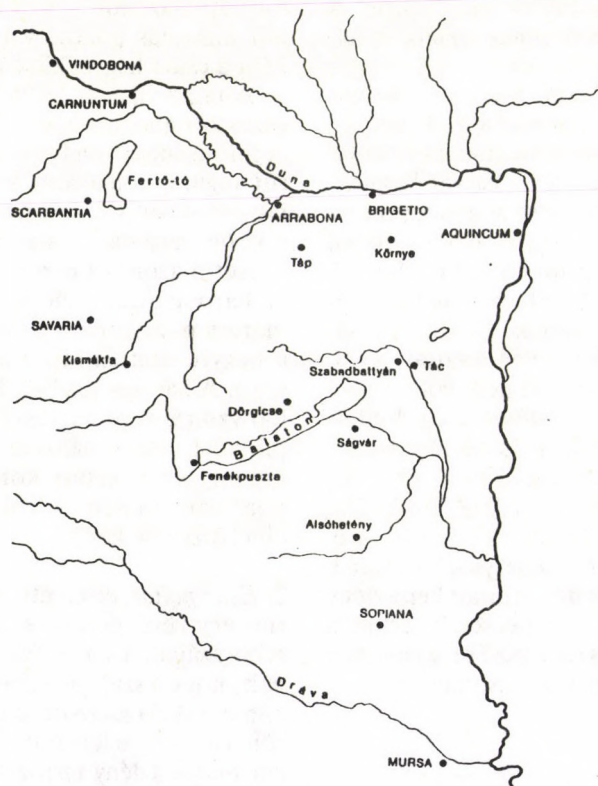 VINDOBONA
CARNUNTUM
Duna
Fertő-tó
SCARBANTIA
ARRABONA
BRIGETIO
AQUINCUM
Táp
Környe
SAVARIA
Kismákfa
Szabadbattyán
Tác
Dörgicse
Balaton
Ságvár
Fenékpuszta
Alsóhetény
SOPIANA
Dráva
MURSA